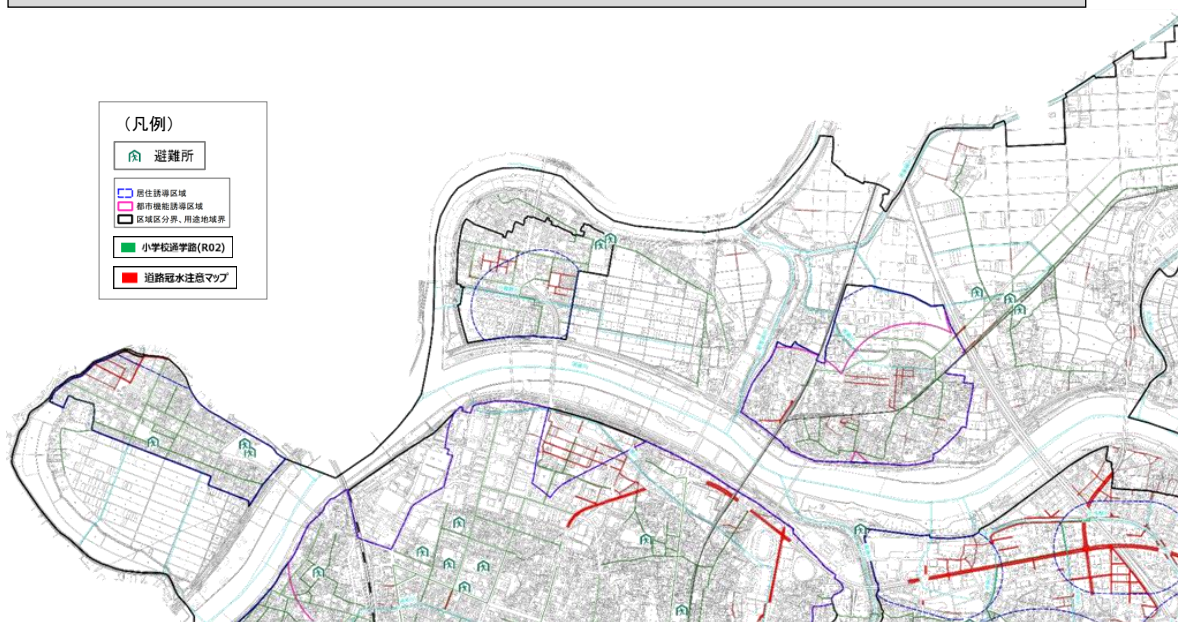 （凡例）
避難所
居住誘導区域
都市機能誘導区域
区域区分界、用途地域界
小学校通学路(R02)
道路冠水注意マップ